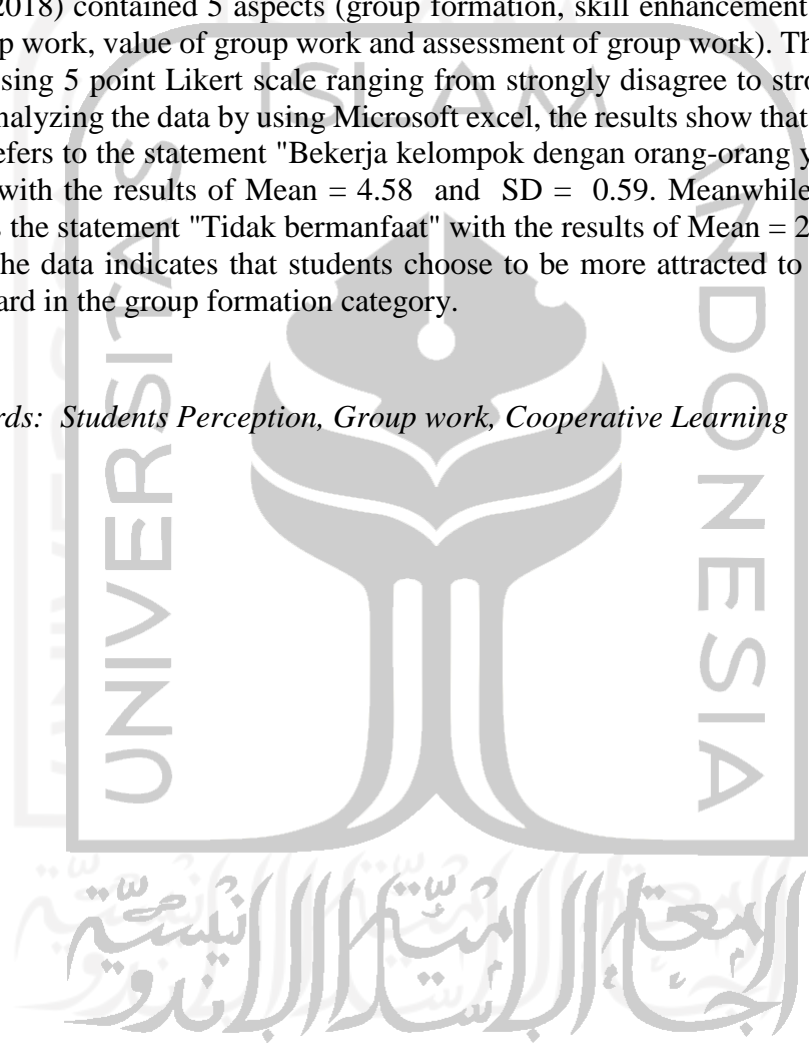 2018) contained 5 aspects (group formation, skill enhancement
p work, value of group work and assessment of group work). Th
sing 5 point Likert scale ranging from strongly disagree to stro
nalyzing the data by using Microsoft excel, the results show that
efers to the statement "Bekerja kelompok dengan orang-orang y
with the results of Mean = 4.58 and SD = 0.59. Meanwhile
s the statement "Tidak bermanfaat" with the results of Mean = 2
he data indicates that students choose to be more attracted to
ard in the group formation category.
rds: Students Perception, Group work, Cooperative Learning
ISLAM
UNIVERSITAS
INDONESIA